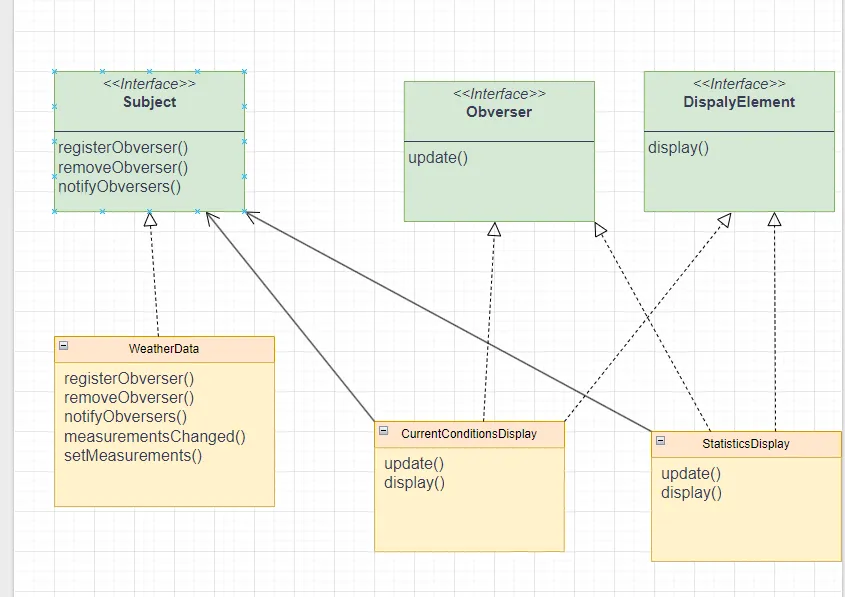 <<Interface>>
Subject
registerObverser()
removeObverser()
notifyObversers()
<<Interface>>
Obverser
update()
<<Interface>>
DispalyElement
display()
WeatherData
registerObverser()
removeObverser()
notifyObversers()
measurementsChanged()
setMeasurements()
CurrentConditionsDisplay
update()
display()
StatisticsDisplay
update()
display()